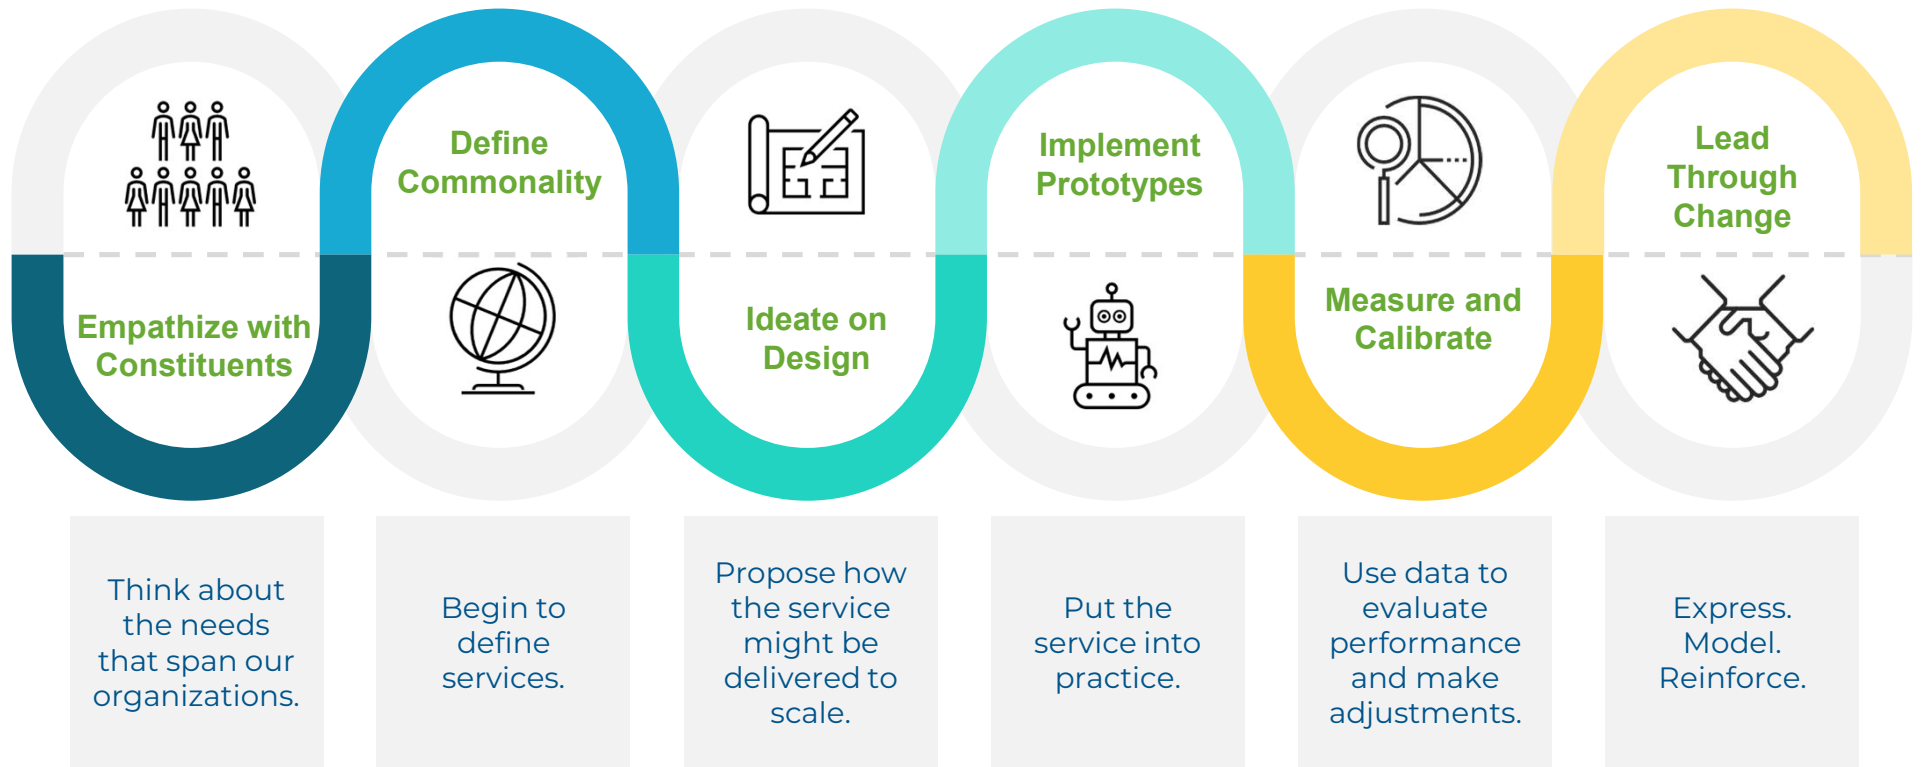 Empathize with
Constituents
Define
Commonality
Ideate on
Design
Implement
Prototypes
Measure and
Calibrate
Lead
Through
Change
Think about
the needs
that span our
organizations.
Begin to
define
services.
Propose how
the service
might be
delivered to
scale.
Put the
service into
practice.
Use data to
evaluate
performance
and make
adjustments.
Express.
Model.
Reinforce.